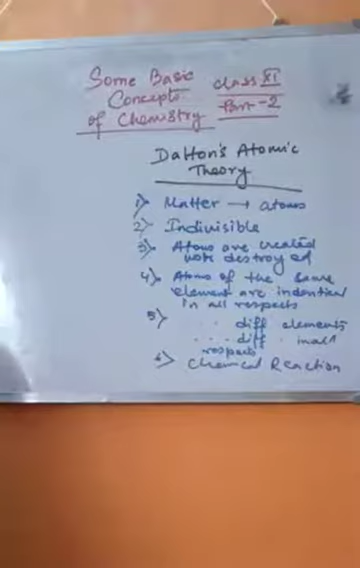 Some Basic
Concepts
of Chemistry
class XI
Part-2
Dalton's Atomic
Theory
1) Matter → atoms
2) Indivisible
3) Atoms are created
destroyed
4) Atoms of the same
element are indentical
in all respects
5) . . diff elements
. . . diff in all
respects
6) Chemical Reaction